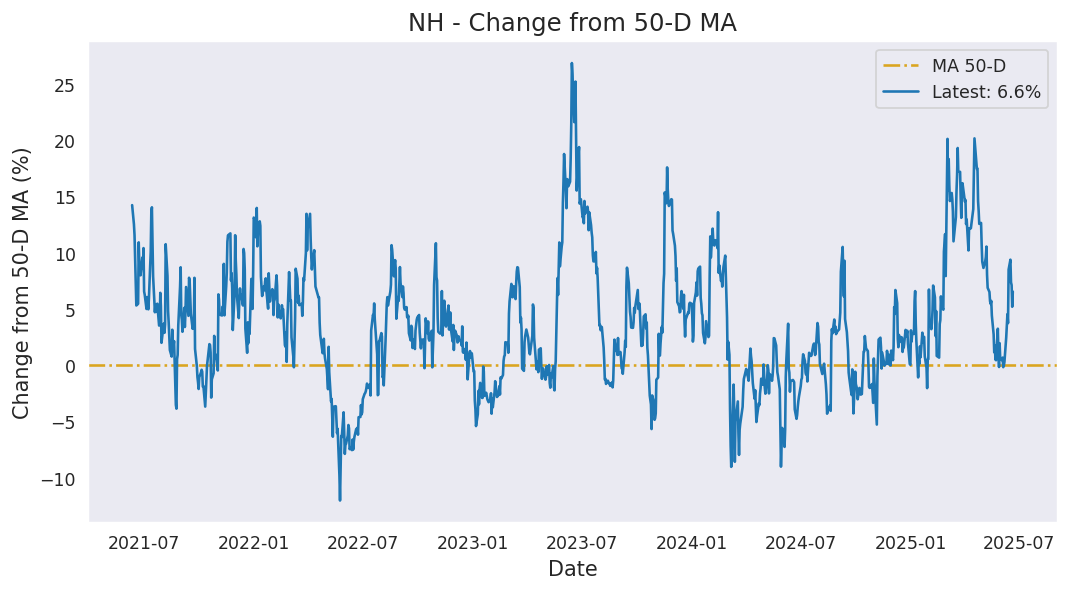 NH - Change from 50-D MA
MA 50-D
Latest: 6.6%
Change from 50-D MA (%)
25
20
15
10
5
0
−5
−10
2021-07 2022-01 2022-07 2023-01 2023-07 2024-01 2024-07 2025-01 2025-07
Date